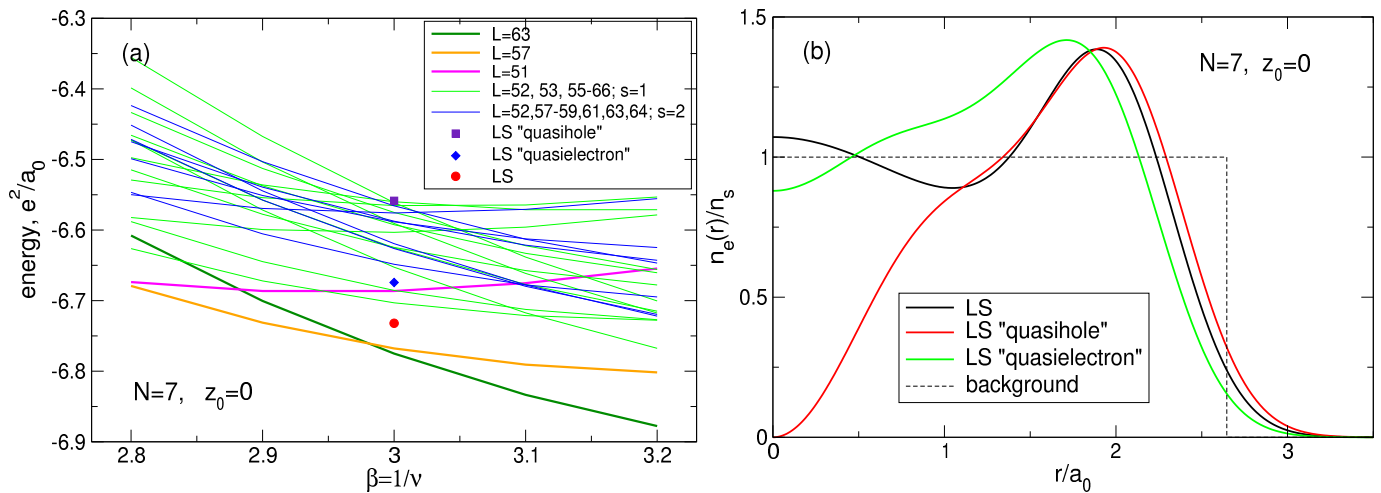 -6.3
-6.4
-6.5
-6.6
-6.7
-6.8
-6.9
energy, e²/a₀
(a)
L=63
L=57
L=51
L=52, 53, 55-66; s=1
L=52,57-59,61,63,64; s=2
LS "quasihole"
LS "quasielectron"
LS
N=7, z₀=0
2.8 2.9 3 3.1 3.2
β=1/ν
1.5
1
0.5
0
nₑ(r)/nₛ
(b)
N=7, z₀=0
LS
LS "quasihole"
LS "quasielectron"
background
0 1 2 3
r/a₀